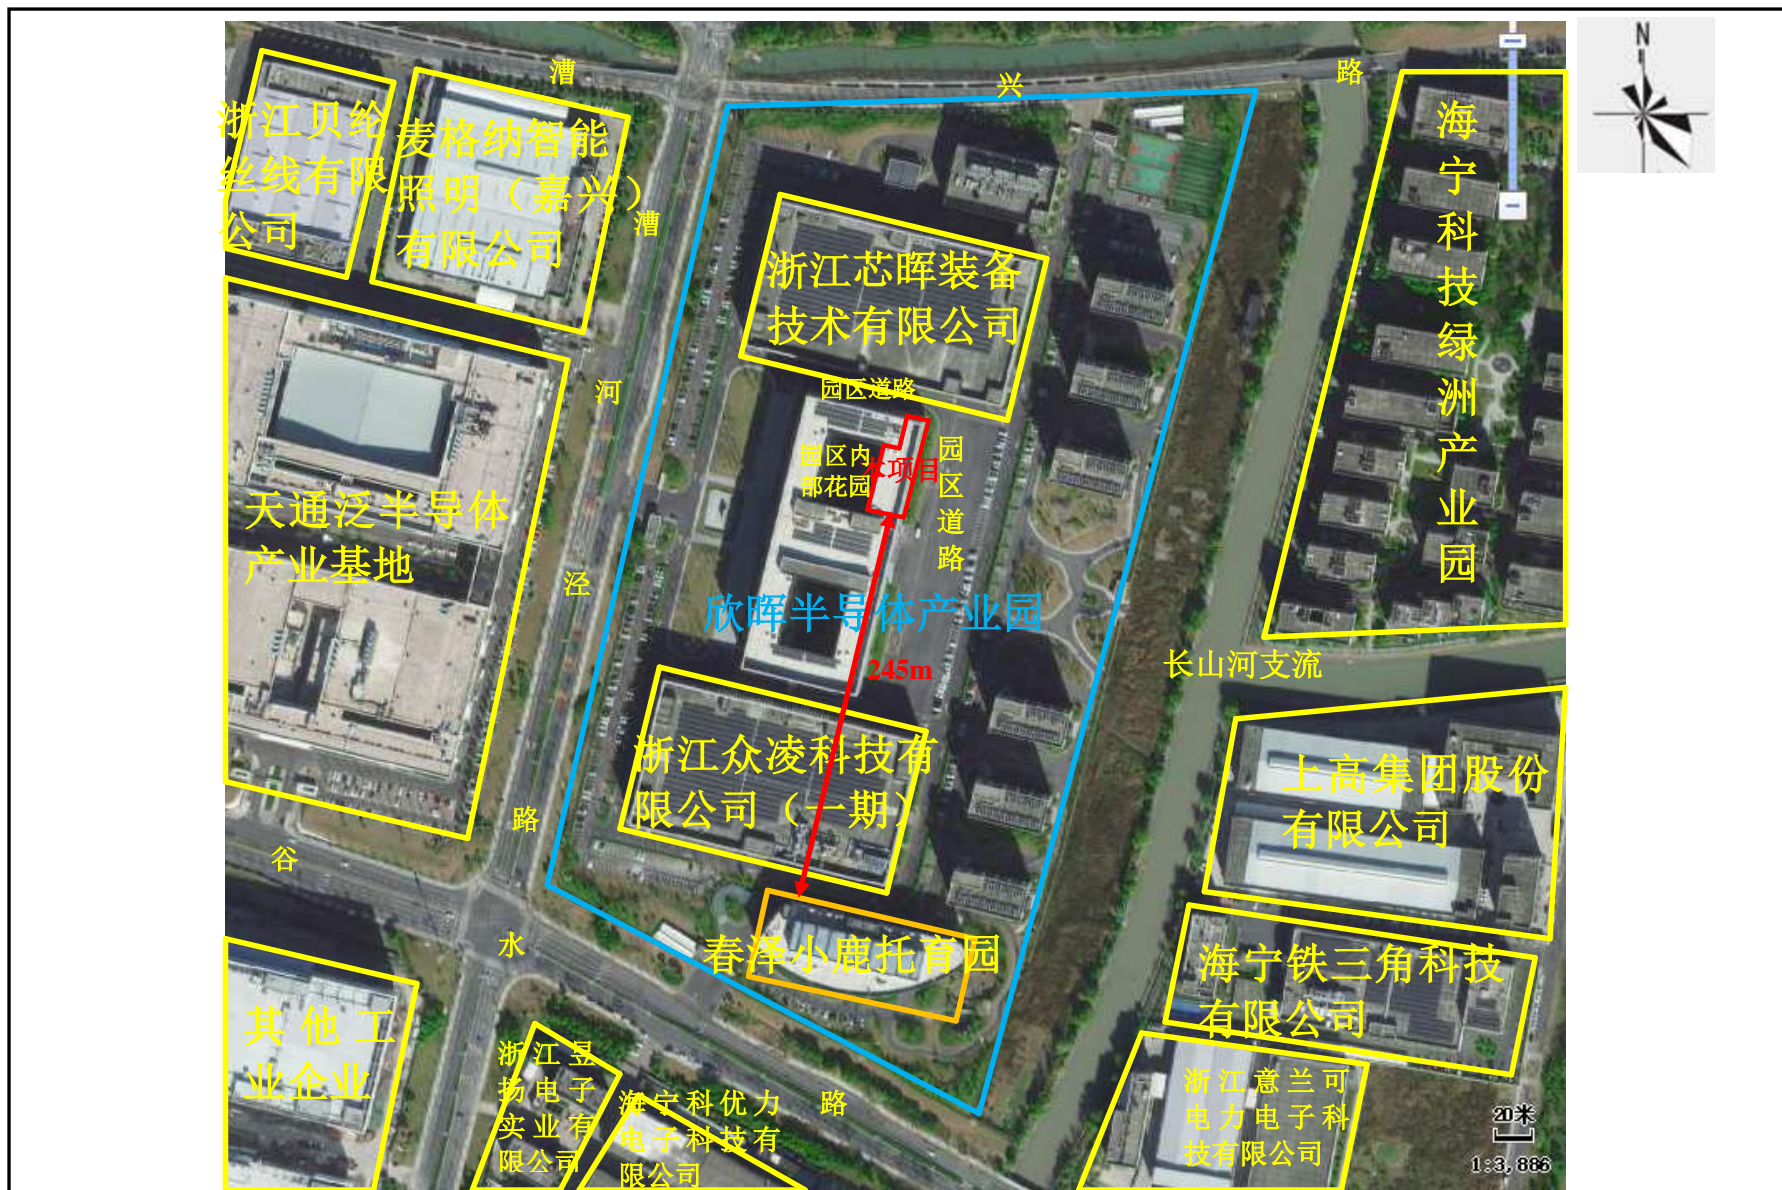 N
漕
兴
路
浙江贝纶
丝线有限
公司
麦格纳智能
照明（嘉兴）
有限公司
漕
河
泾
路
海宁科技绿洲产业园
浙江芯晖装备
技术有限公司
园区道路
园区内
部花园
本项目
园区道路
天通泛半导体
产业基地
欣晖半导体产业园
245m
长山河支流
浙江众凌科技有
限公司（一期）
上高集团股份
有限公司
谷
水
路
春泽小鹿托育园
海宁铁三角科技
有限公司
其他工
业企业
浙江昱
扬电子
实业有
限公司
海宁科优力
电子科技有
限公司
浙江意兰可
电力电子科
技有限公司
20米
1:3,886